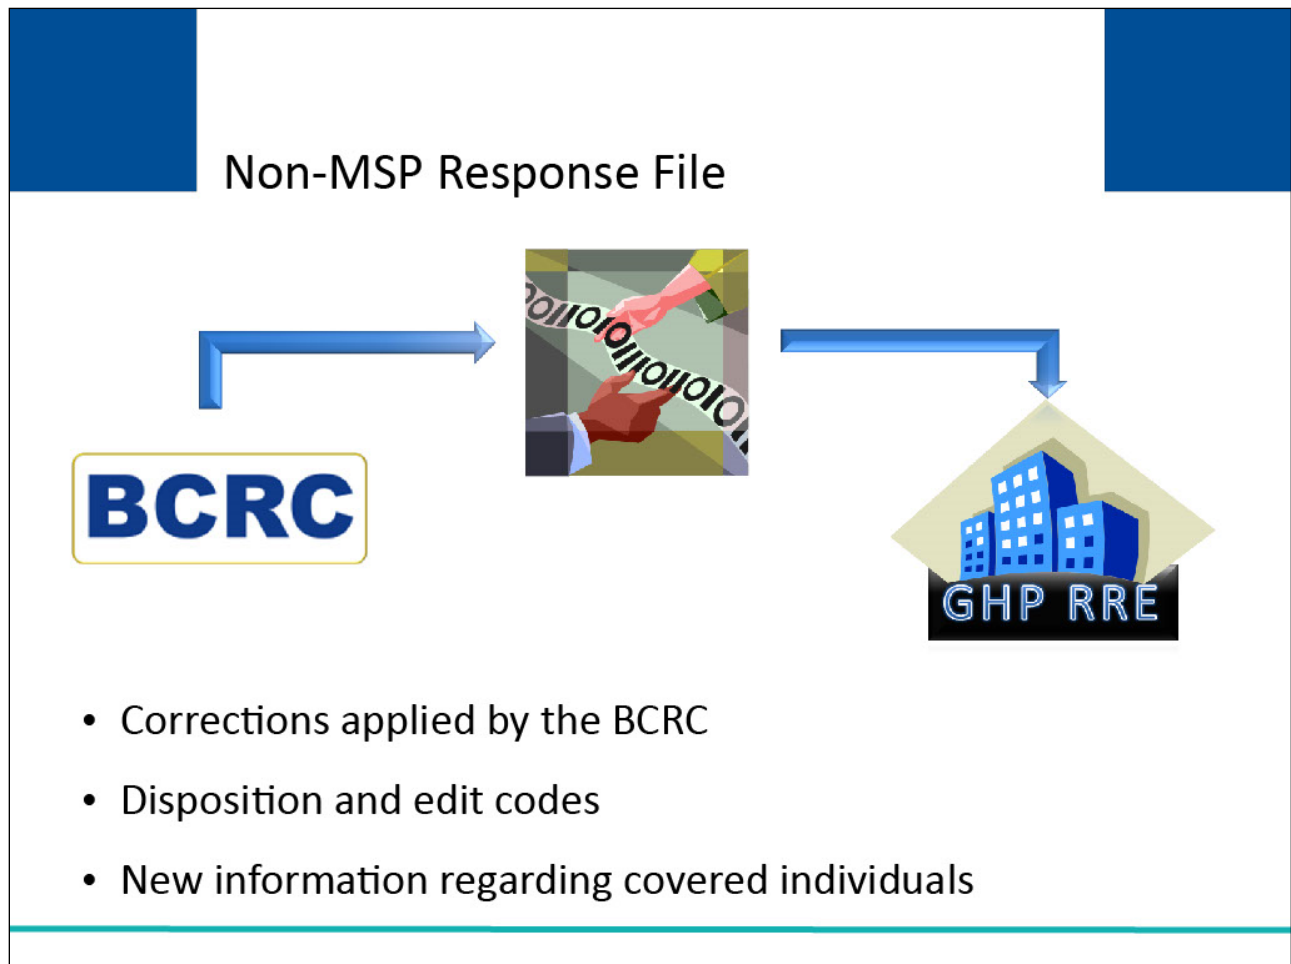 Non-MSP Response File
BCRC
GHP RRE
• Corrections applied by the BCRC
• Disposition and edit codes
• New information regarding covered individuals